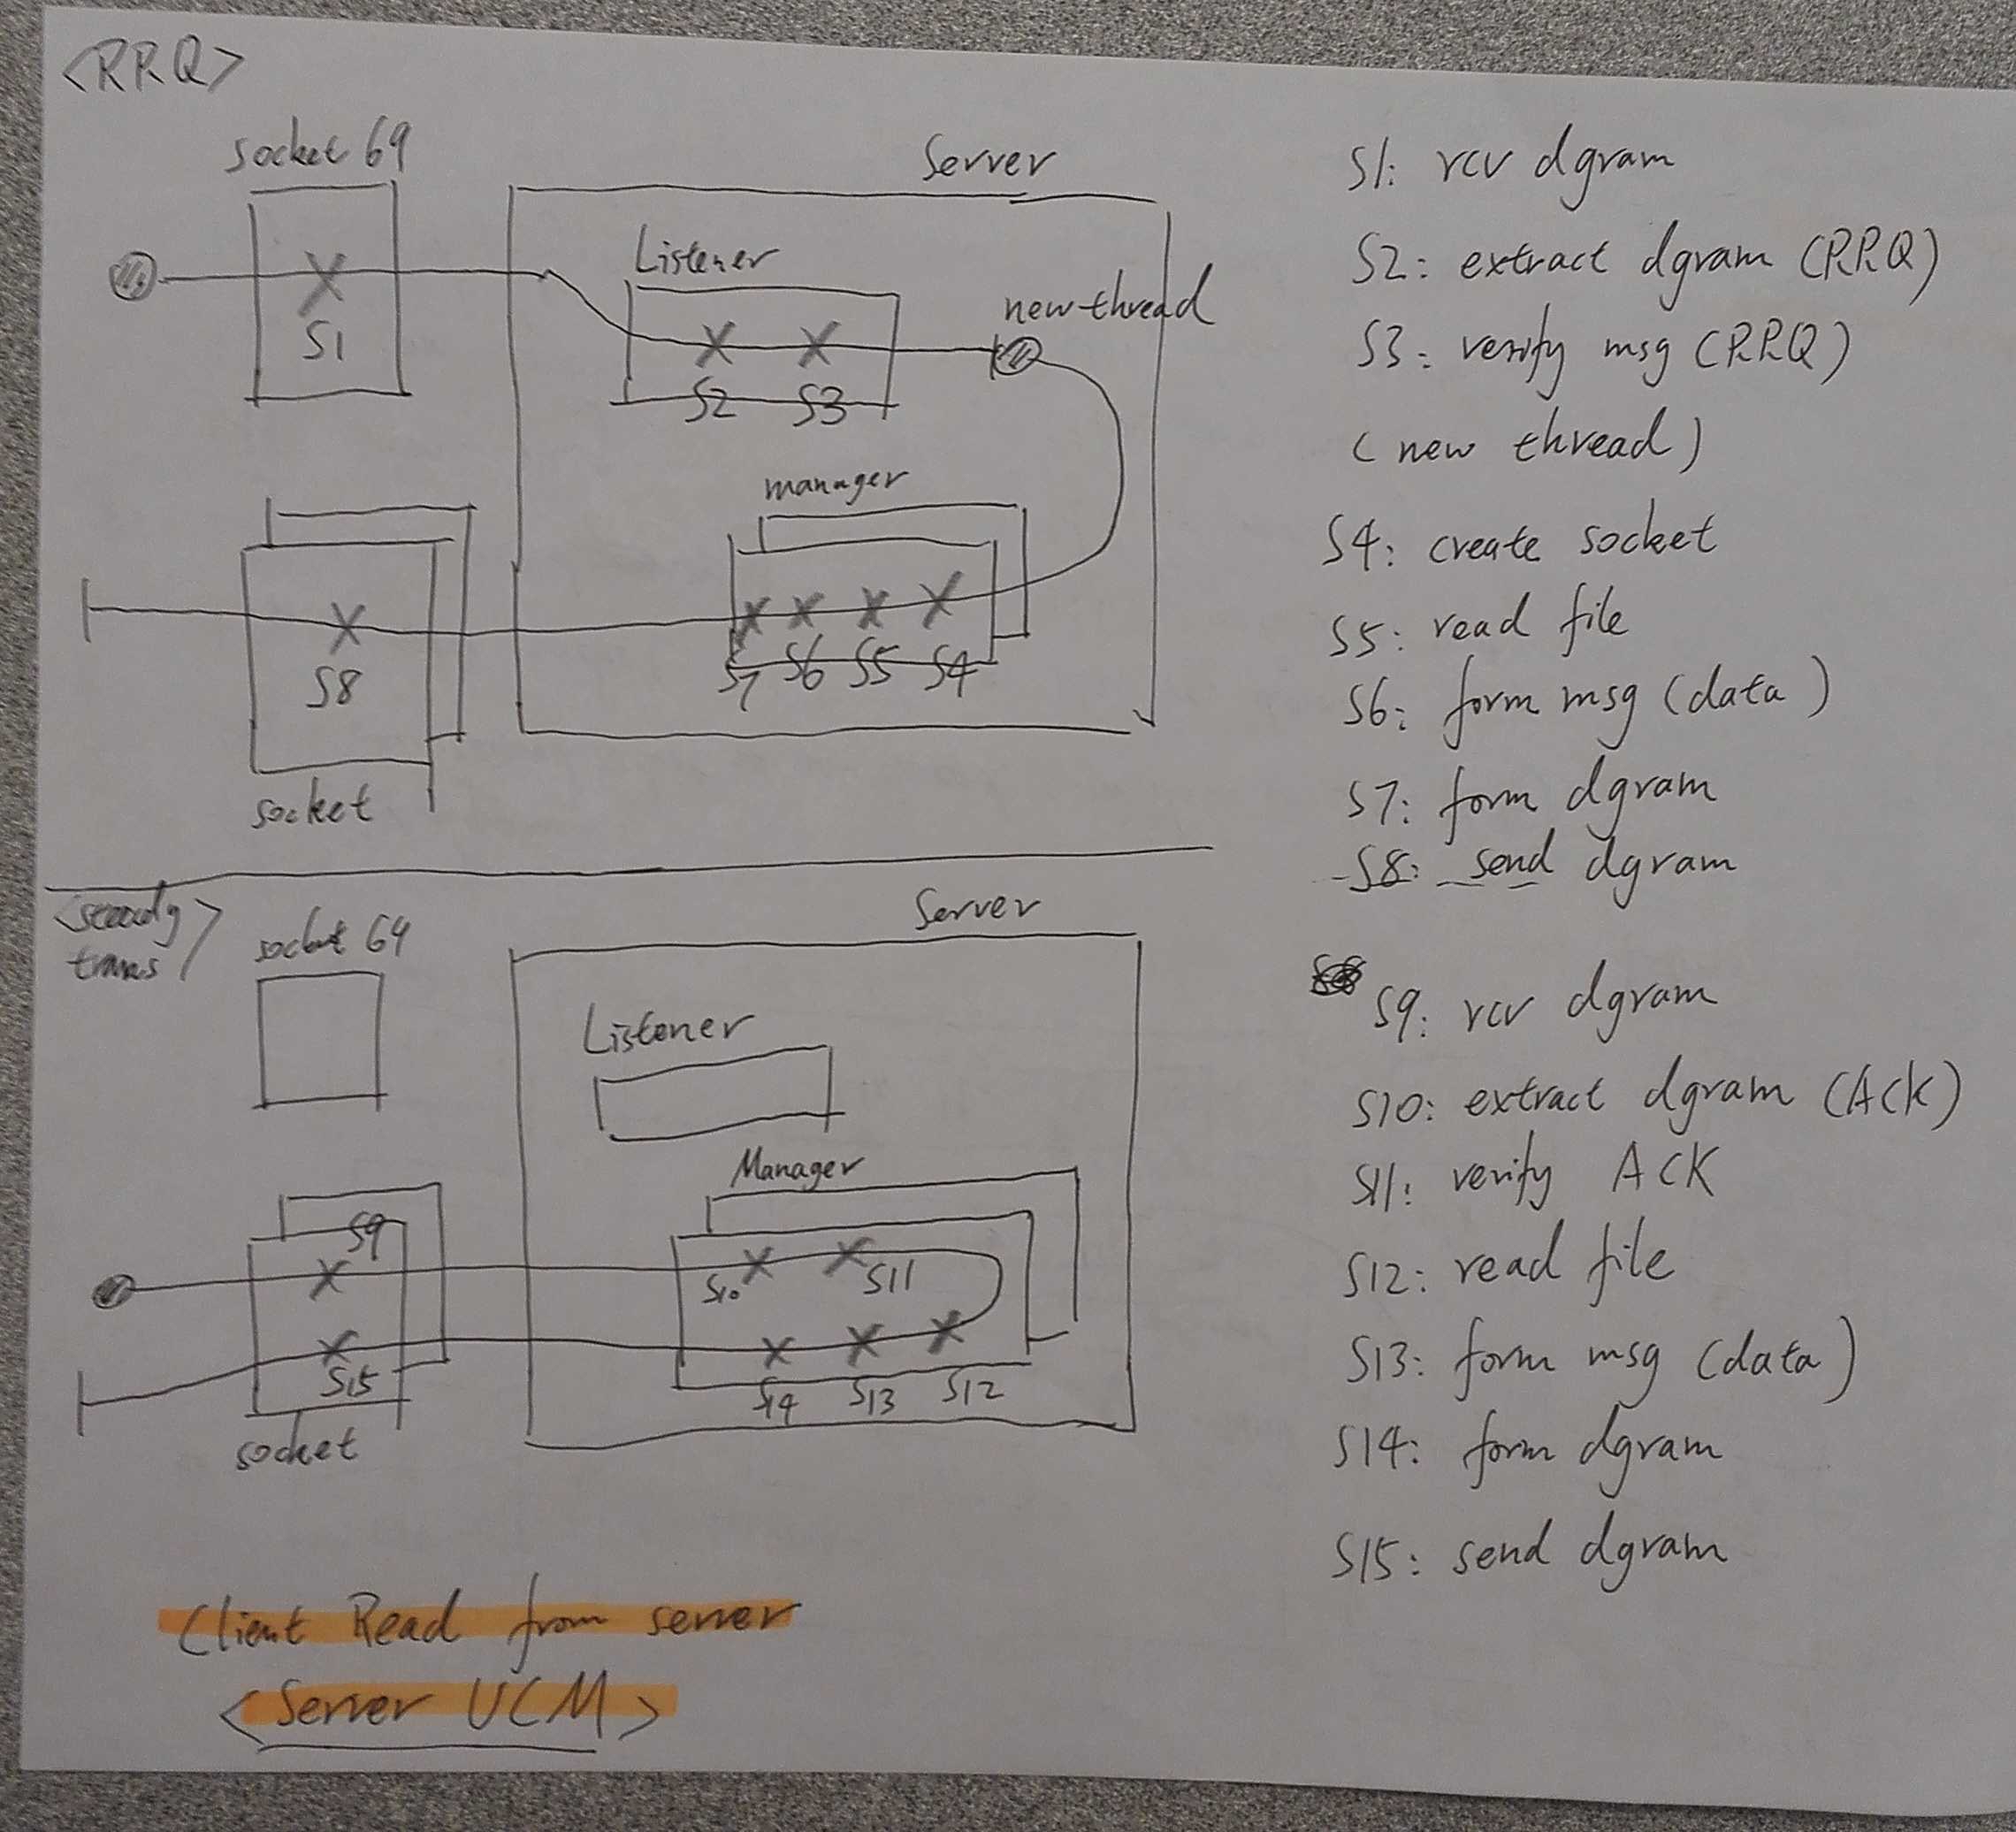 <RRQ>
socket 69
Server
Listener
new thread
S1
S2 S3
manager
S7 S6 S5 S4
S8
socket
<steady
trans>
socket 69
Server
Listener
Manager
S9
S10 S11
S15
S14 S13 S12
socket
Client Read from server
<Server UCM>
S1: rcv dgram
S2: extract dgram (RRQ)
S3: verify msg (RRQ)
(new thread)
S4: create socket
S5: read file
S6: form msg (data)
S7: form dgram
S8: send dgram
S9: rcv dgram
S10: extract dgram (Ack)
S11: verify ACK
S12: read file
S13: form msg (data)
S14: form dgram
S15: send dgram